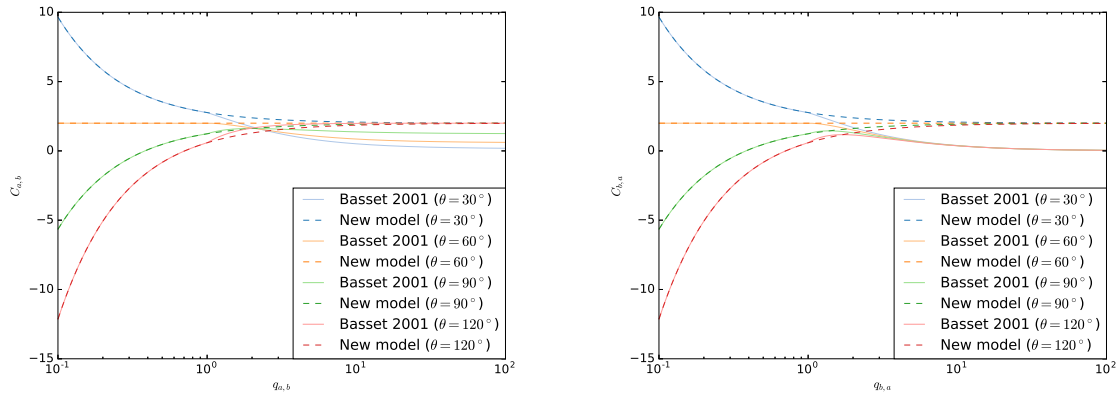 10
5
0
−5
−10
−15
C_{a,b}
10^{-1}
10^0
10^1
10^2
q_{a,b}
Basset 2001 (θ=30°)
New model (θ=30°)
Basset 2001 (θ=60°)
New model (θ=60°)
Basset 2001 (θ=90°)
New model (θ=90°)
Basset 2001 (θ=120°)
New model (θ=120°)
10
5
0
−5
−10
−15
C_{b,a}
10^{-1}
10^0
10^1
10^2
q_{b,a}
Basset 2001 (θ=30°)
New model (θ=30°)
Basset 2001 (θ=60°)
New model (θ=60°)
Basset 2001 (θ=90°)
New model (θ=90°)
Basset 2001 (θ=120°)
New model (θ=120°)